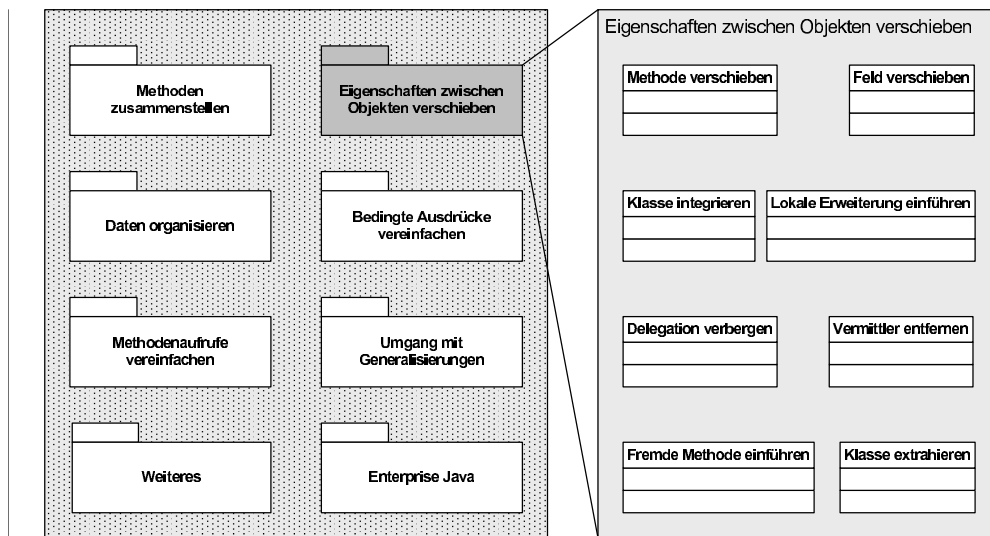 Methoden
zusammenstellen
Eigenschaften zwischen
Objekten verschieben
Daten organisieren
Bedingte Ausdrücke
vereinfachen
Methodenaufrufe
vereinfachen
Umgang mit
Generalisierungen
Weiteres
Enterprise Java
Eigenschaften zwischen Objekten verschieben
Methode verschieben
Feld verschieben
Klasse integrieren
Lokale Erweiterung einführen
Delegation verbergen
Vermittler entfernen
Fremde Methode einführen
Klasse extrahieren